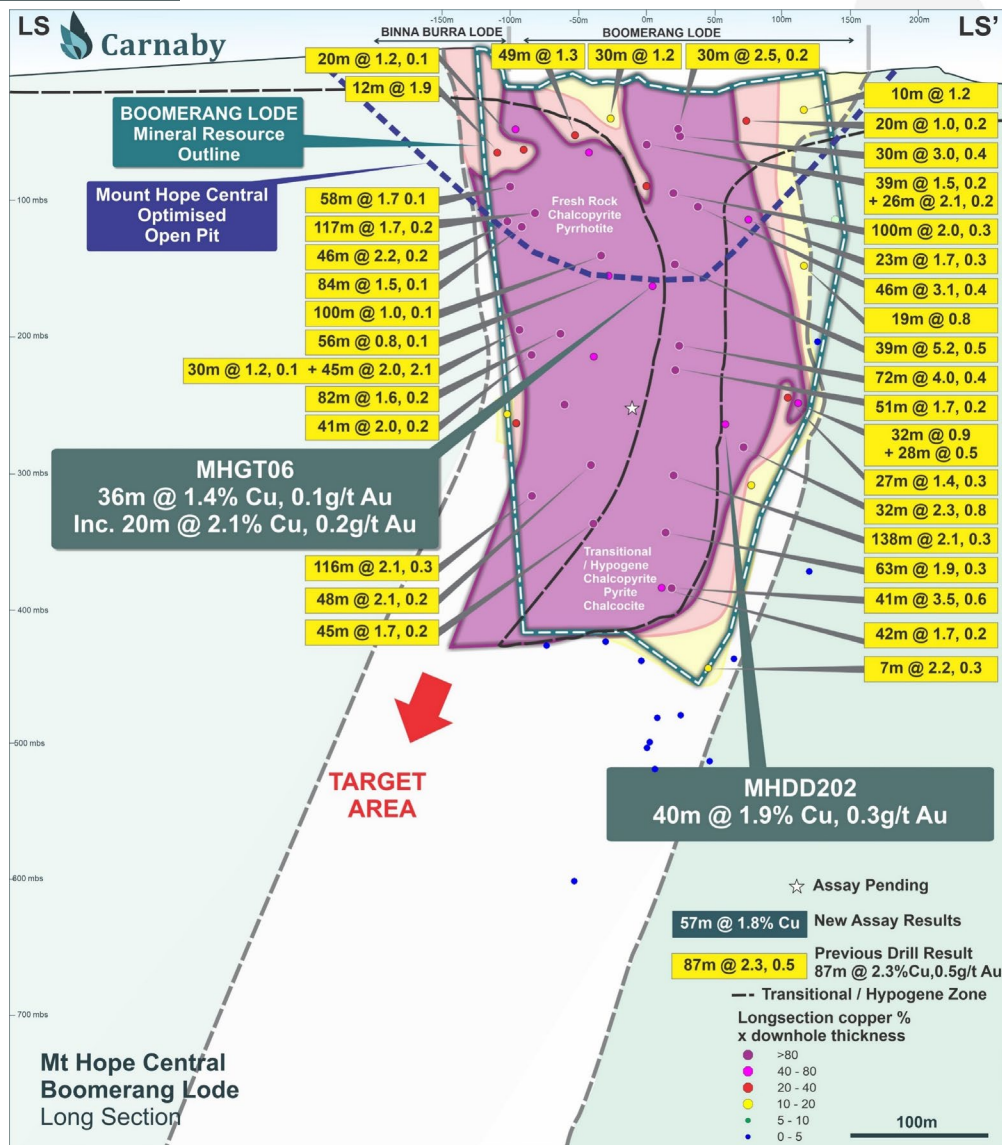 LS
Carnaby
-150m
-100m
-50m
0m
50m
100m
150m
200m
LS'
BINNA BURRA LODE
BOOMERANG LODE
20m @ 1.2, 0.1
49m @ 1.3
30m @ 1.2
30m @ 2.5, 0.2
12m @ 1.9
BOOMERANG LODE
Mineral Resource
Outline
Mount Hope Central
Optimised
Open Pit
58m @ 1.7 0.1
117m @ 1.7, 0.2
46m @ 2.2, 0.2
84m @ 1.5, 0.1
100m @ 1.0, 0.1
56m @ 0.8, 0.1
30m @ 1.2, 0.1 + 45m @ 2.0, 2.1
82m @ 1.6, 0.2
41m @ 2.0, 0.2
MHGT06
36m @ 1.4% Cu, 0.1g/t Au
Inc. 20m @ 2.1% Cu, 0.2g/t Au
116m @ 2.1, 0.3
48m @ 2.1, 0.2
45m @ 1.7, 0.2
Fresh Rock
Chalcopyrite
Pyrrhotite
Transitional
/ Hypogene
Chalcopyrite
Pyrite
Chalcocite
10m @ 1.2
20m @ 1.0, 0.2
30m @ 3.0, 0.4
39m @ 1.5, 0.2
+ 26m @ 2.1, 0.2
100m @ 2.0, 0.3
23m @ 1.7, 0.3
46m @ 3.1, 0.4
19m @ 0.8
39m @ 5.2, 0.5
72m @ 4.0, 0.4
51m @ 1.7, 0.2
32m @ 0.9
+ 28m @ 0.5
27m @ 1.4, 0.3
32m @ 2.3, 0.8
138m @ 2.1, 0.3
63m @ 1.9, 0.3
41m @ 3.5, 0.6
42m @ 1.7, 0.2
7m @ 2.2, 0.3
100 mbs
200 mbs
300 mbs
400 mbs
500 mbs
600 mbs
700 mbs
TARGET
AREA
MHDD202
40m @ 1.9% Cu, 0.3g/t Au
Assay Pending
57m @ 1.8% Cu
New Assay Results
87m @ 2.3, 0.5
Previous Drill Result
87m @ 2.3%Cu,0.5g/t Au
Transitional / Hypogene Zone
Longsection copper %
x downhole thickness
>80
40 - 80
20 - 40
10 - 20
5 - 10
0 - 5
100m
Mt Hope Central
Boomerang Lode
Long Section